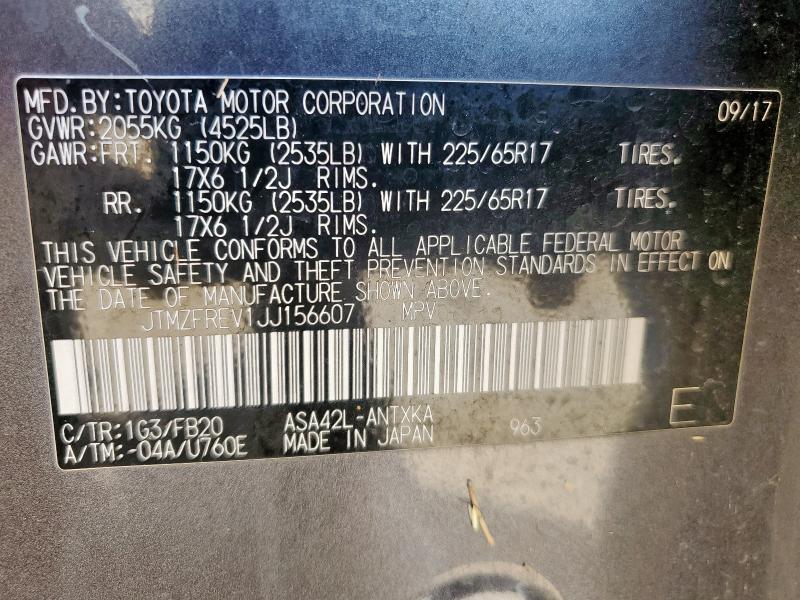 MFD.BY:TOYOTA MOTOR CORPORATION 09/17
GVWR:2055KG (4525LB)
GAWR:FRT. 1150KG (2535LB) WITH 225/65R17 TIRES.
17X6 1/2J RIMS.
RR. 1150KG (2535LB) WITH 225/65R17 TIRES.
17X6 1/2J RIMS.
THIS VEHICLE CONFORMS TO ALL APPLICABLE FEDERAL MOTOR
VEHICLE SAFETY AND THEFT PREVENTION STANDARDS IN EFFECT ON
THE DATE OF MANUFACTURE SHOWN ABOVE.
JTMZFREV1JJ156607 MPV
C/TR:1G3/FB20 ASA42L-ANTXKA E
A/TM:-04A/U760E MADE IN JAPAN 963